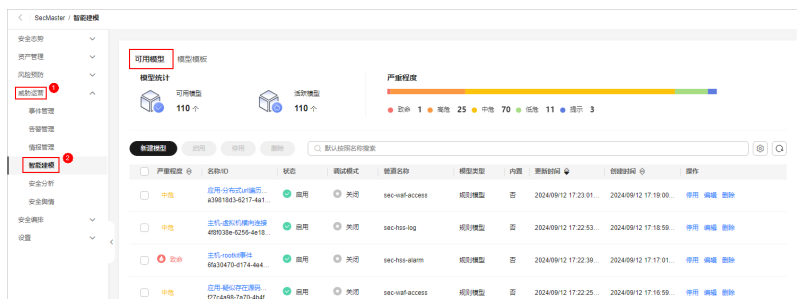 SecMaster / 智能建模
安全态势
资产管理
风险预防
威胁运营 1
事件管理
告警管理
情报管理
智能建模 2
安全分析
安全舆情
安全编排
设置
可用模型 模型模板
模型统计
可用模型
110 个
活跃模型
110 个
严重程度
致命 1 高危 25 中危 70 低危 11 提示 3
新建模型 启用 停用 删除 默认按照名称搜索
严重程度 名称/ID 状态 调试模式 管道名称 模型类型 内置 更新时间 创建时间 操作
中危 应用-分布式url遍历... 启用 关闭 sec-waf-access 规则模型 否 2024/09/12 17:23:01... 2024/09/12 17:19:00... 停用 编辑 删除
a39818d3-6217-4a1...
中危 主机-虚拟机横向连接 启用 关闭 sec-hss-log 规则模型 否 2024/09/12 17:22:53... 2024/09/12 17:18:59... 停用 编辑 删除
4f8f038e-6256-4e18...
致命 主机-rootkit事件 启用 关闭 sec-hss-alarm 规则模型 否 2024/09/12 17:22:39... 2024/09/12 17:17:01... 停用 编辑 删除
6fa30470-d174-4e4...
中危 应用-疑似存在源码... 启用 关闭 sec-waf-access 规则模型 否 2024/09/12 17:22:25... 2024/09/12 17:16:59... 停用 编辑 删除
f27c4a98-7a70-4b4f...